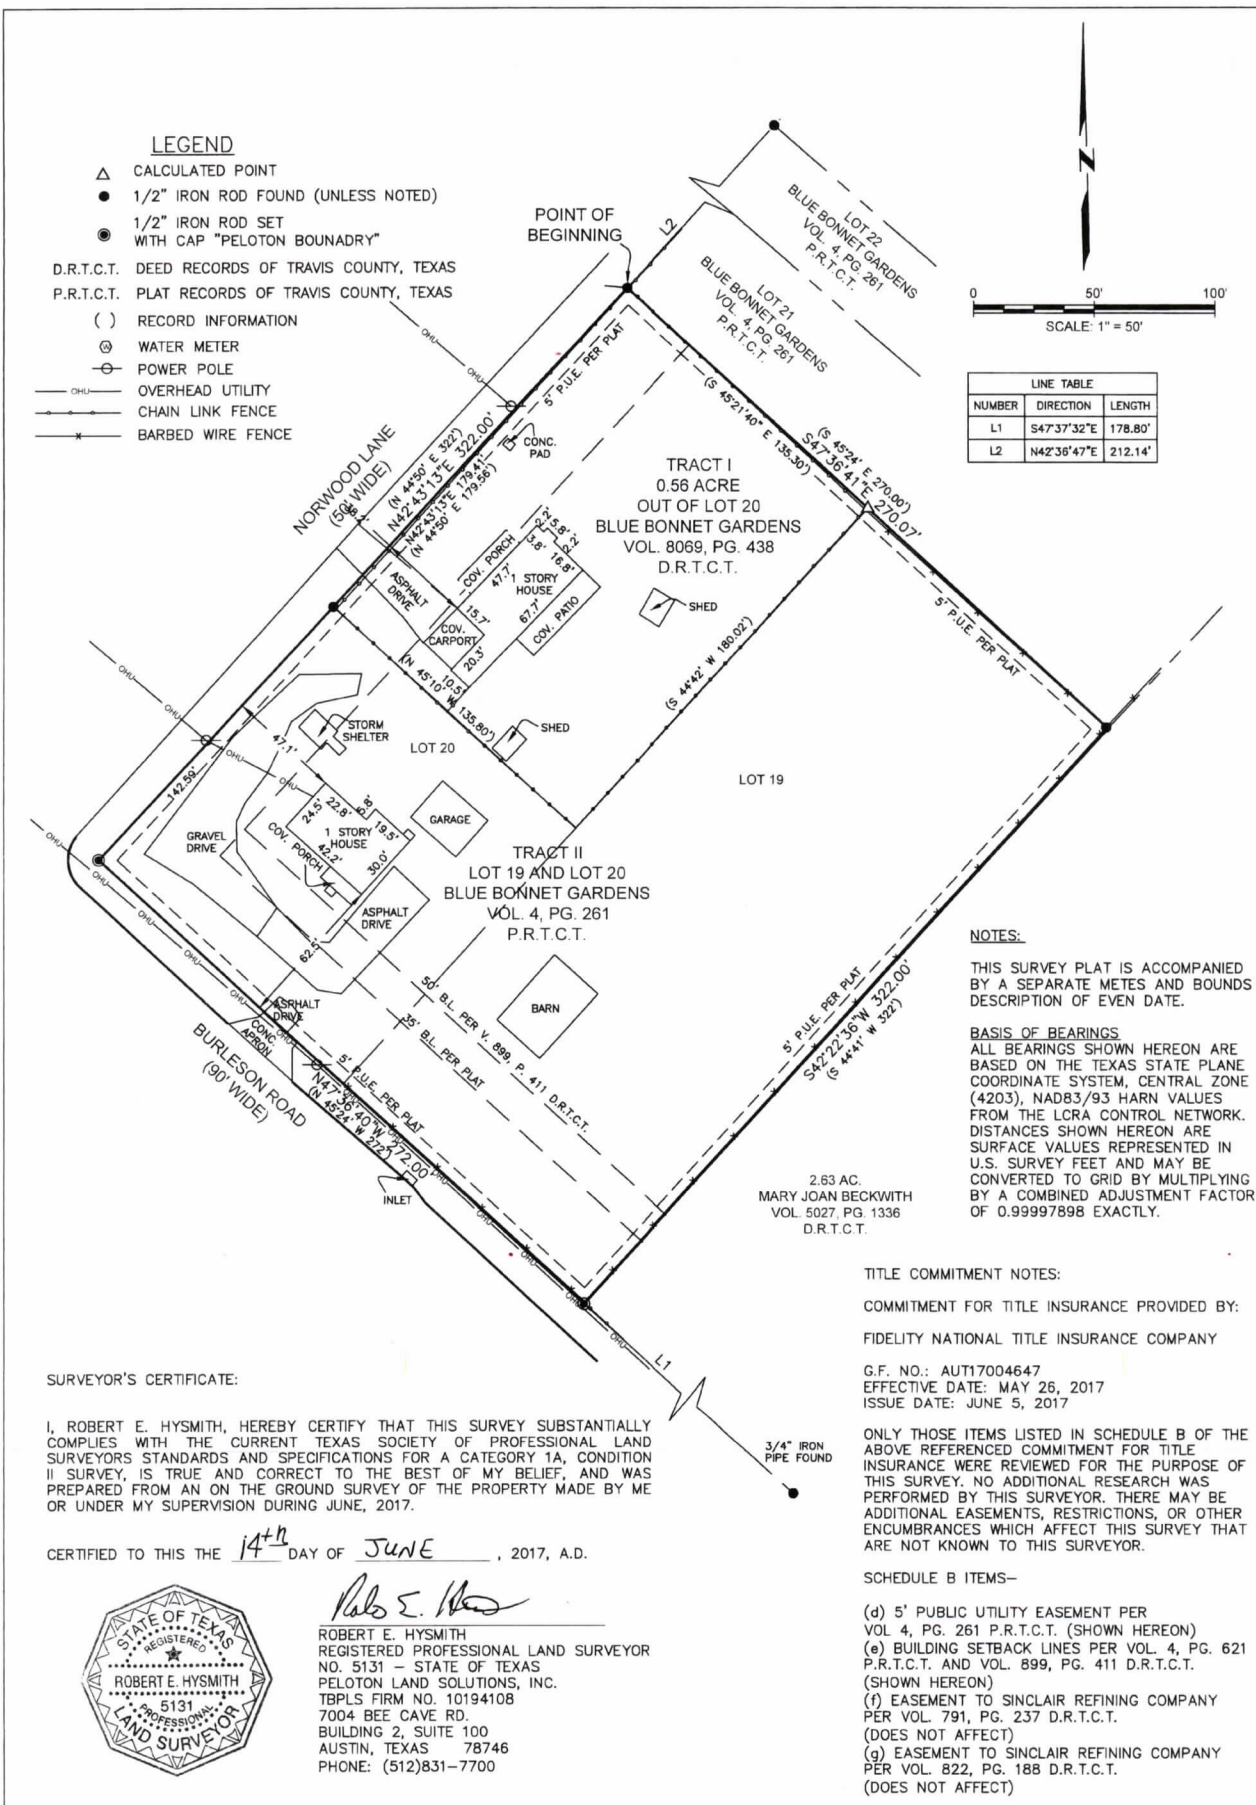 LEGEND
CALCULATED POINT
1/2" IRON ROD FOUND (UNLESS NOTED)
1/2" IRON ROD SET
WITH CAP "PELOTON BOUNADRY"
D.R.T.C.T. DEED RECORDS OF TRAVIS COUNTY, TEXAS
P.R.T.C.T. PLAT RECORDS OF TRAVIS COUNTY, TEXAS
( ) RECORD INFORMATION
WATER METER
POWER POLE
OHU OVERHEAD UTILITY
CHAIN LINK FENCE
BARBED WIRE FENCE
N
0 50' 100'
SCALE: 1" = 50'
LINE TABLE
NUMBER DIRECTION LENGTH
L1 S47°37'32"E 178.80'
L2 N42°36'47"E 212.14'
POINT OF
BEGINNING
L2
LOT 22
BLUE BONNET GARDENS
VOL. 4, PG. 261
P.R.T.C.T.
LOT 21
BLUE BONNET GARDENS
VOL. 4, PG. 261
P.R.T.C.T.
OHU
5' P.U.E. PER PLAT
(S 45°21'40" E 135.30')
(S 45°24' E 270.00')
S47°36'41"E 270.07'
NORWOOD LANE
(50' WIDE)
(N 44°50' E 322')
N42°43'13"E 322.00'
N42°43'13"E 179.41'
(N 44°50' E 179.56')
CONC.
PAD
TRACT I
0.56 ACRE
OUT OF LOT 20
BLUE BONNET GARDENS
VOL. 8069, PG. 438
D.R.T.C.T.
ASPHALT
DRIVE
COV. PORCH
47.7'
1 STORY
HOUSE
2.2'
5.8'
2.2'
3.8'
16.8'
67.7'
COV. PATIO
15.7'
COV.
CARPORT
20.3'
10.5'
SHED
(N 45°10' W 135.80')
(S 44°42' W 180.02')
5' P.U.E. PER PLAT
OHU
STORM
SHELTER
47.1'
LOT 20
SHED
LOT 19
142.59'
OHU
24.5'
22.8'
19.5'
1 STORY
HOUSE
42.2'
30.0'
COV. PORCH
GARAGE
GRAVEL
DRIVE
TRACT II
LOT 19 AND LOT 20
BLUE BONNET GARDENS
VOL. 4, PG. 261
P.R.T.C.T.
ASPHALT
DRIVE
62.5'
BARN
ASPHALT
DRIVE
CONC.
APRON
50' B.L. PER V. 899, P. 411 D.R.T.C.T.
35' B.L. PER PLAT
5' P.U.E. PER PLAT
BURLESON ROAD
(90' WIDE)
N47°36'40"W 272.00'
(N 45°24' W 272')
INLET
5' P.U.E. PER PLAT
S42°22'36"W 322.00'
(S 44°41' W 322')
2.63 AC.
MARY JOAN BECKWITH
VOL. 5027, PG. 1336
D.R.T.C.T.
L1
3/4" IRON
PIPE FOUND
NOTES:
THIS SURVEY PLAT IS ACCOMPANIED
BY A SEPARATE METES AND BOUNDS
DESCRIPTION OF EVEN DATE.
BASIS OF BEARINGS
ALL BEARINGS SHOWN HEREON ARE
BASED ON THE TEXAS STATE PLANE
COORDINATE SYSTEM, CENTRAL ZONE
(4203), NAD83/93 HARN VALUES
FROM THE LCRA CONTROL NETWORK.
DISTANCES SHOWN HEREON ARE
SURFACE VALUES REPRESENTED IN
U.S. SURVEY FEET AND MAY BE
CONVERTED TO GRID BY MULTIPLYING
BY A COMBINED ADJUSTMENT FACTOR
OF 0.99997898 EXACTLY.
TITLE COMMITMENT NOTES:
COMMITMENT FOR TITLE INSURANCE PROVIDED BY:
FIDELITY NATIONAL TITLE INSURANCE COMPANY
G.F. NO.: AUT17004647
EFFECTIVE DATE: MAY 26, 2017
ISSUE DATE: JUNE 5, 2017
ONLY THOSE ITEMS LISTED IN SCHEDULE B OF THE
ABOVE REFERENCED COMMITMENT FOR TITLE
INSURANCE WERE REVIEWED FOR THE PURPOSE OF
THIS SURVEY. NO ADDITIONAL RESEARCH WAS
PERFORMED BY THIS SURVEYOR. THERE MAY BE
ADDITIONAL EASEMENTS, RESTRICTIONS, OR OTHER
ENCUMBRANCES WHICH AFFECT THIS SURVEY THAT
ARE NOT KNOWN TO THIS SURVEYOR.
SCHEDULE B ITEMS–
(d) 5' PUBLIC UTILITY EASEMENT PER
VOL 4, PG. 261 P.R.T.C.T. (SHOWN HEREON)
(e) BUILDING SETBACK LINES PER VOL. 4, PG. 621
P.R.T.C.T. AND VOL. 899, PG. 411 D.R.T.C.T.
(SHOWN HEREON)
(f) EASEMENT TO SINCLAIR REFINING COMPANY
PER VOL. 791, PG. 237 D.R.T.C.T.
(DOES NOT AFFECT)
(g) EASEMENT TO SINCLAIR REFINING COMPANY
PER VOL. 822, PG. 188 D.R.T.C.T.
(DOES NOT AFFECT)
SURVEYOR'S CERTIFICATE:
I, ROBERT E. HYSMITH, HEREBY CERTIFY THAT THIS SURVEY SUBSTANTIALLY
COMPLIES WITH THE CURRENT TEXAS SOCIETY OF PROFESSIONAL LAND
SURVEYORS STANDARDS AND SPECIFICATIONS FOR A CATEGORY 1A, CONDITION
II SURVEY, IS TRUE AND CORRECT TO THE BEST OF MY BELIEF, AND WAS
PREPARED FROM AN ON THE GROUND SURVEY OF THE PROPERTY MADE BY ME
OR UNDER MY SUPERVISION DURING JUNE, 2017.
CERTIFIED TO THIS THE 14th DAY OF JUNE , 2017, A.D.
STATE OF TEXAS
REGISTERED
ROBERT E. HYSMITH
5131
PROFESSIONAL
LAND SURVEYOR
ROBERT E. HYSMITH
REGISTERED PROFESSIONAL LAND SURVEYOR
NO. 5131 – STATE OF TEXAS
PELOTON LAND SOLUTIONS, INC.
TBPLS FIRM NO. 10194108
7004 BEE CAVE RD.
BUILDING 2, SUITE 100
AUSTIN, TEXAS 78746
PHONE: (512)831–7700